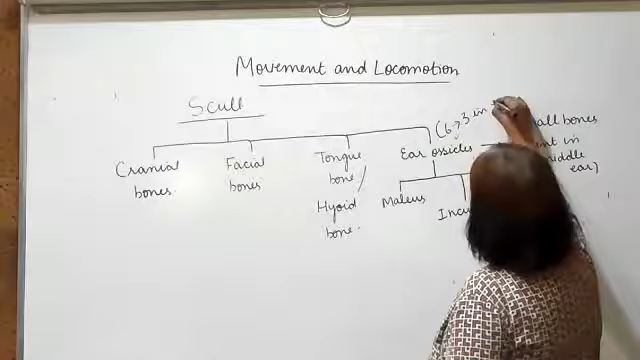 Movement and Locomotion
Scull
(6→3 in
all bones
Cranial
bones.
Facial
bones
Tongue
bone/
Hyoid
bone.
Ear ossicles
ent in
iddle
ear)
Maleus
Incu